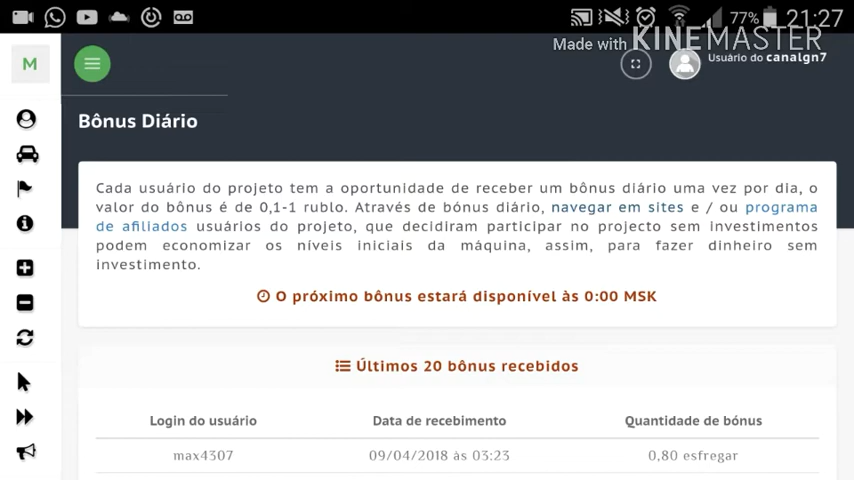 77% 21:27
Made with KINEMASTER
M
Usuário do canalgn7
Bônus Diário
Cada usuário do projeto tem a oportunidade de receber um bônus diário uma vez por dia, o
valor do bônus é de 0,1-1 rublo. Através de bónus diário, navegar em sites e / ou programa
de afiliados usuários do projeto, que decidiram participar no projecto sem investimentos
podem economizar os níveis iniciais da máquina, assim, para fazer dinheiro sem
investimento.
O próximo bônus estará disponível às 0:00 MSK
Últimos 20 bônus recebidos
Login do usuário Data de recebimento Quantidade de bónus
max4307 09/04/2018 às 03:23 0,80 esfregar